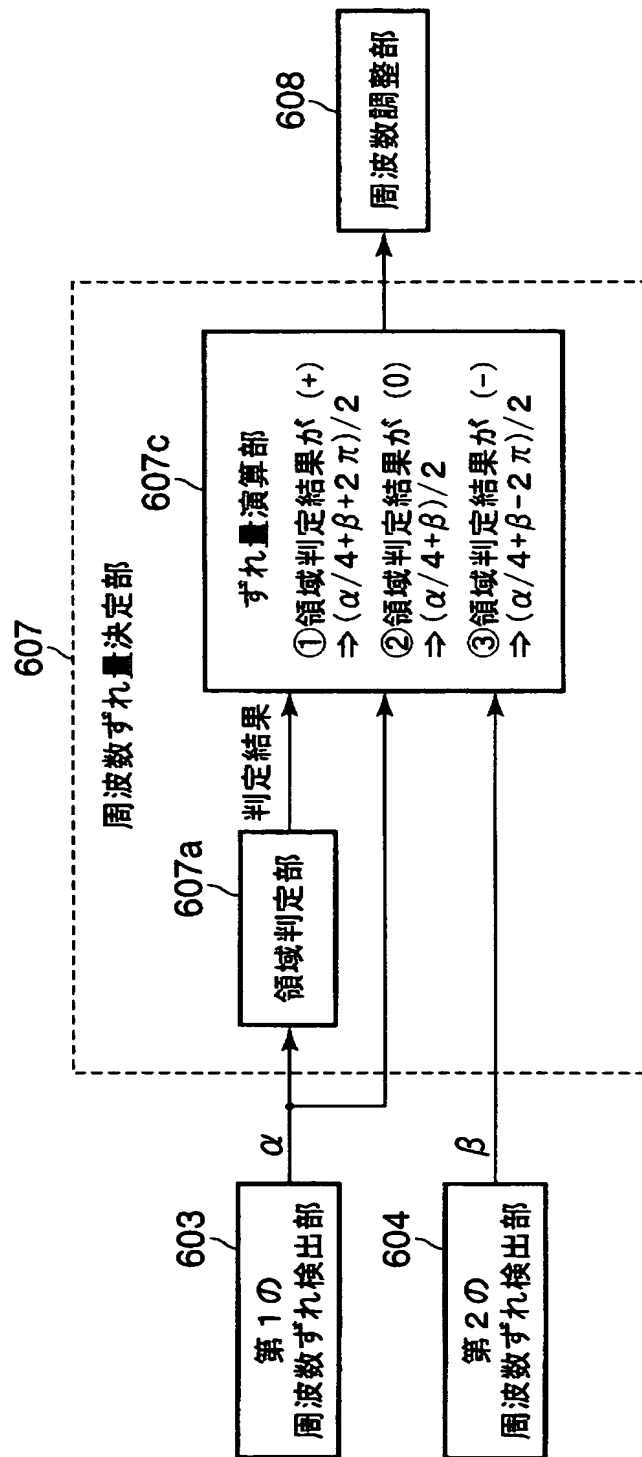 603
第1の
周波数ずれ検出部
α
604
第2の
周波数ずれ検出部
β
607
周波数ずれ量決定部
607a
領域判定部
判定結果
607c
ずれ量演算部
①領域判定結果が (+)
⇒(α/4+β+2π)/2
②領域判定結果が (0)
⇒(α/4+β)/2
③領域判定結果が (-)
⇒(α/4+β-2π)/2
608
周波数調整部